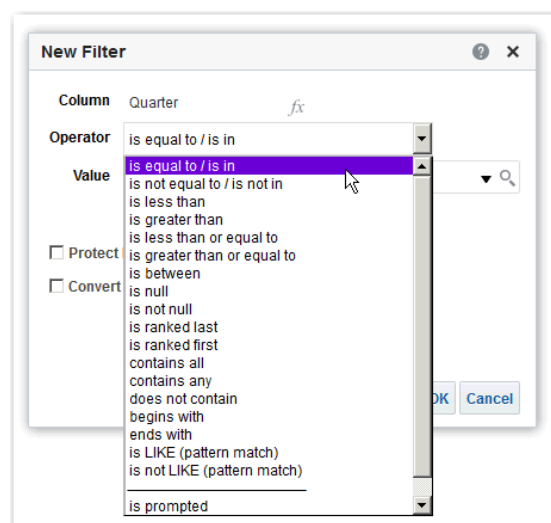 New Filter
Column Quarter fx
Operator is equal to / is in
Value
is equal to / is in
is not equal to / is not in
is less than
is greater than
is less than or equal to
is greater than or equal to
is between
is null
is not null
is ranked last
is ranked first
contains all
contains any
does not contain
begins with
ends with
is LIKE (pattern match)
is not LIKE (pattern match)
is prompted
Protect
Convert
OK Cancel